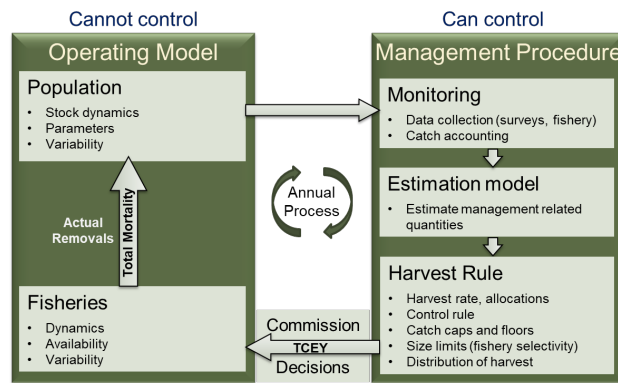 Cannot control
Can control
Operating Model
Population
• Stock dynamics
• Parameters
• Variability
Actual
Removals
Total Mortality
Fisheries
• Dynamics
• Availability
• Variability
Annual
Process
Commission
TCEY
Decisions
Management Procedure
Monitoring
• Data collection (surveys, fishery)
• Catch accounting
Estimation model
• Estimate management related
quantities
Harvest Rule
• Harvest rate, allocations
• Control rule
• Catch caps and floors
• Size limits (fishery selectivity)
• Distribution of harvest